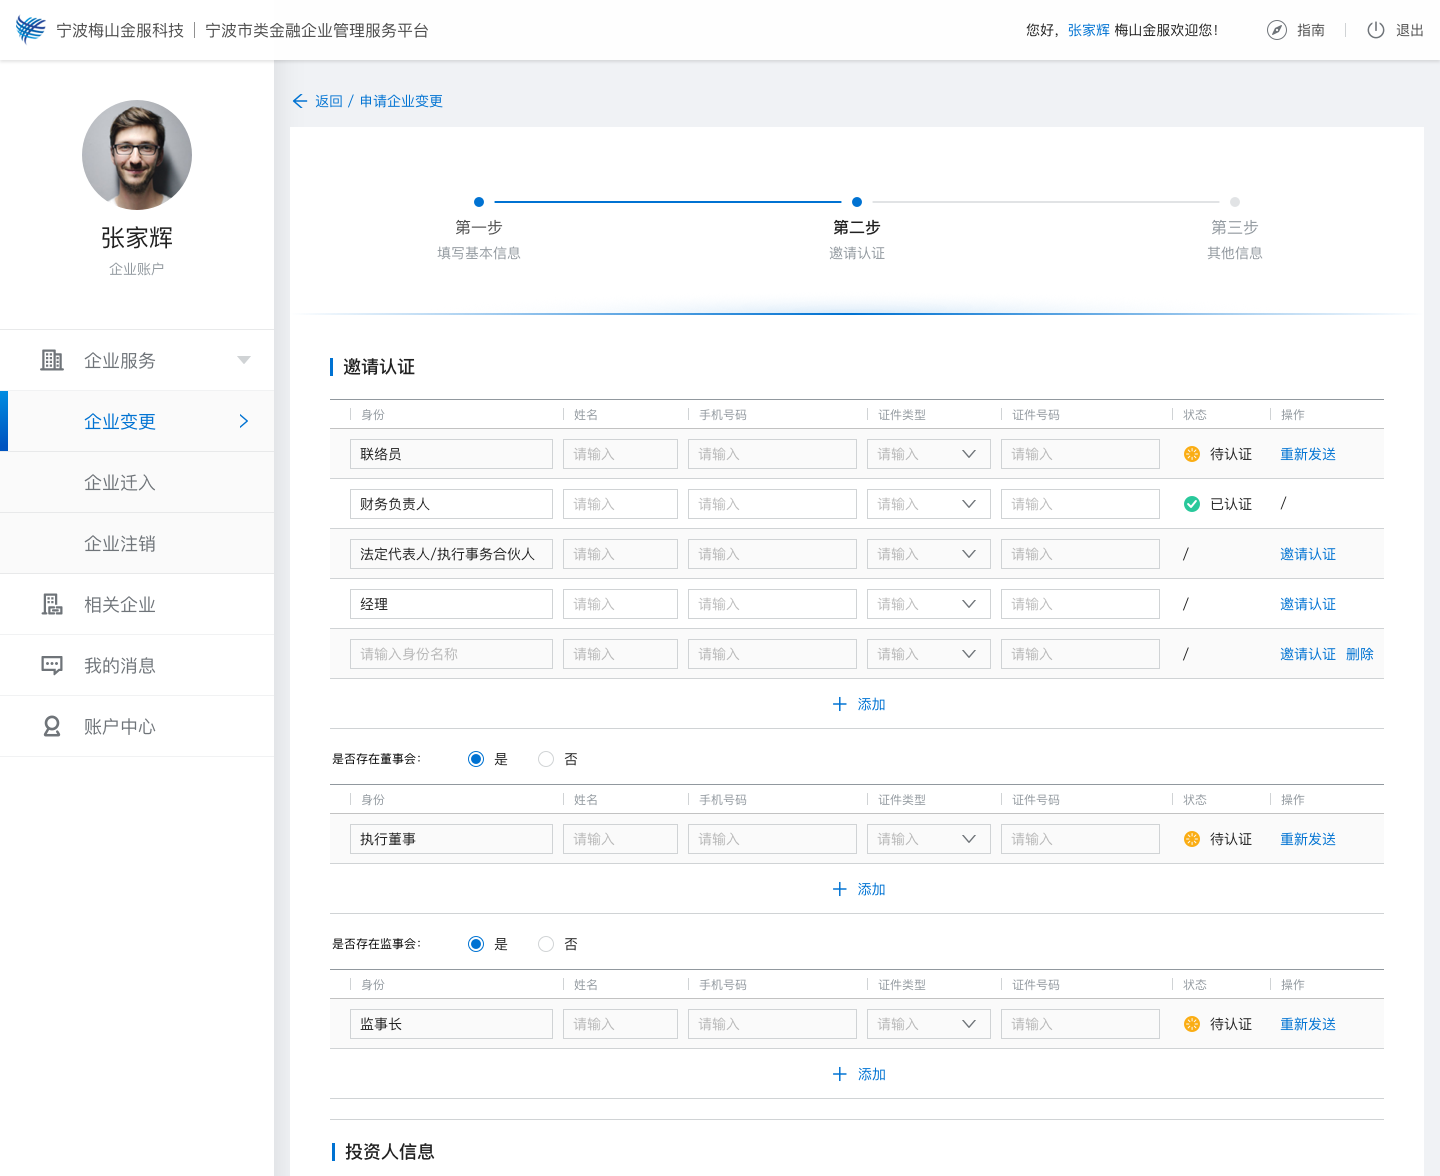 宁波梅山金服科技 | 宁波市类金融企业管理服务平台
您好，张家辉 梅山金服欢迎您！
指南 | 退出
张家辉
企业账户
企业服务
企业变更
企业迁入
企业注销
相关企业
我的消息
账户中心
返回 / 申请企业变更
第一步 第二步 第三步
填写基本信息 邀请认证 其他信息
邀请认证
身份 姓名 手机号码 证件类型 证件号码 状态 操作
联络员 请输入 请输入 请输入 请输入 待认证 重新发送
财务负责人 请输入 请输入 请输入 请输入 已认证 /
法定代表人/执行事务合伙人 请输入 请输入 请输入 请输入 / 邀请认证
经理 请输入 请输入 请输入 请输入 / 邀请认证
请输入身份名称 请输入 请输入 请输入 请输入 / 邀请认证 删除
添加
是否存在董事会： 是 否
身份 姓名 手机号码 证件类型 证件号码 状态 操作
执行董事 请输入 请输入 请输入 请输入 待认证 重新发送
添加
是否存在监事会： 是 否
身份 姓名 手机号码 证件类型 证件号码 状态 操作
监事长 请输入 请输入 请输入 请输入 待认证 重新发送
添加
投资人信息